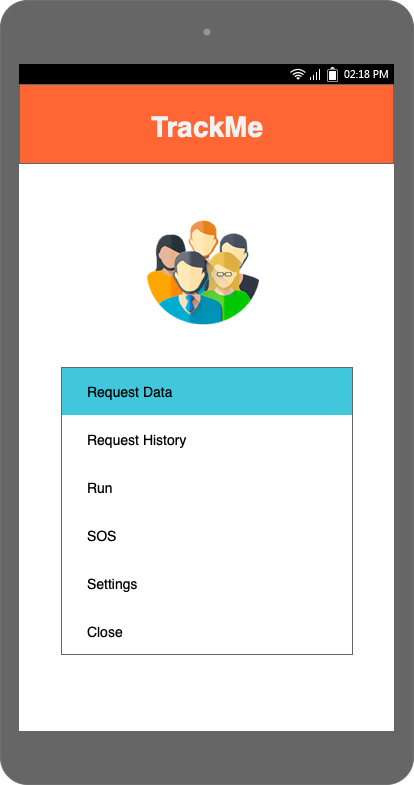 02:18 PM
TrackMe
Request Data
Request History
Run
SOS
Settings
Close